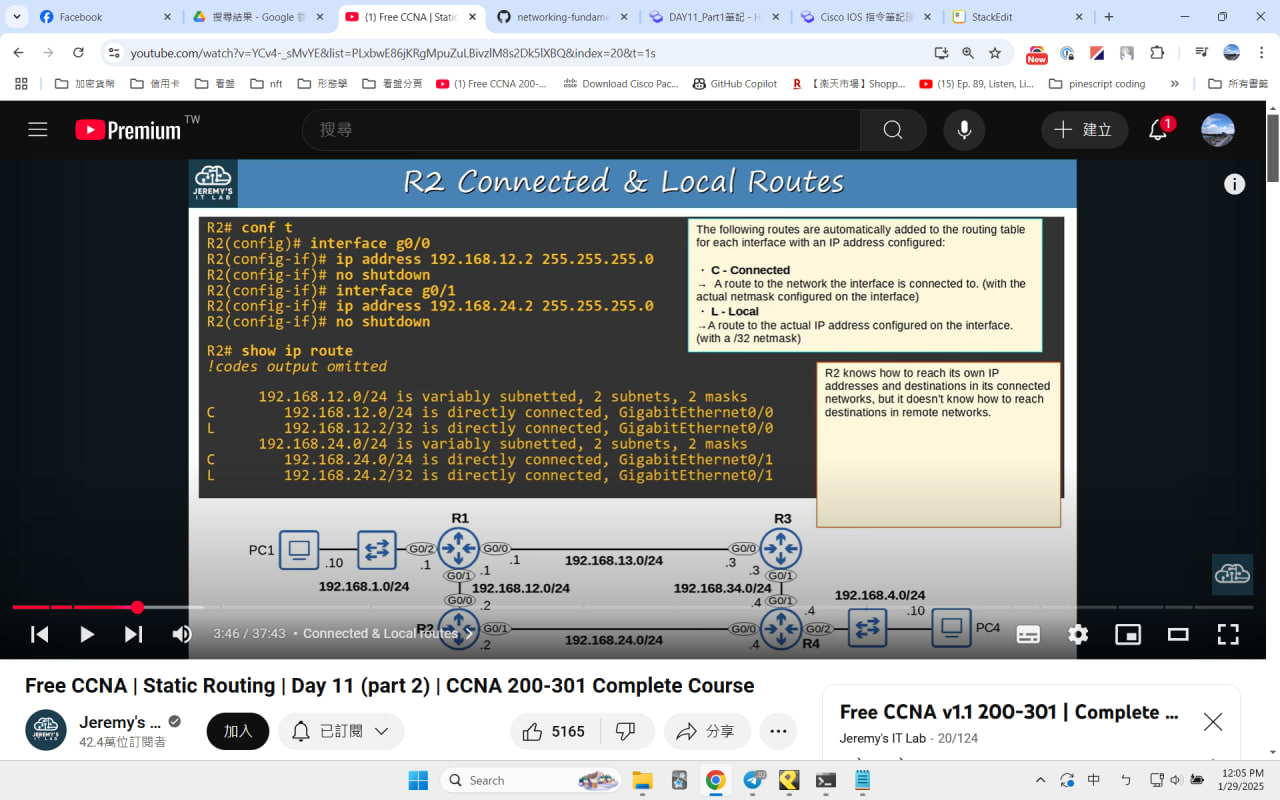 Facebook
搜尋結果 - Google 雲
(1) Free CCNA | Static
networking-fundame
DAY11_Part1筆記 - H
Cisco IOS 指令筆記
StackEdit
youtube.com/watch?v=YCv4-_sMvYE&list=PLxbwE86jKRgMpuZuLBivzlM8s2Dk5lXBQ&index=20&t=1s
New
加密貨幣
信用卡
看盤
nft
形態學
看盤分頁
(1) Free CCNA 200-...
Download Cisco Pac...
GitHub Copilot
【楽天市場】Shopp...
(15) Ep. 89, Listen, Li...
pinescript coding
所有書籤
Premium TW
搜尋
建立
1
JEREMY'S
IT LAB
R2 Connected & Local Routes
R2# conf t
R2(config)# interface g0/0
R2(config-if)# ip address 192.168.12.2 255.255.255.0
R2(config-if)# no shutdown
R2(config-if)# interface g0/1
R2(config-if)# ip address 192.168.24.2 255.255.255.0
R2(config-if)# no shutdown
R2# show ip route
!codes output omitted
192.168.12.0/24 is variably subnetted, 2 subnets, 2 masks
C 192.168.12.0/24 is directly connected, GigabitEthernet0/0
L 192.168.12.2/32 is directly connected, GigabitEthernet0/0
192.168.24.0/24 is variably subnetted, 2 subnets, 2 masks
C 192.168.24.0/24 is directly connected, GigabitEthernet0/1
L 192.168.24.2/32 is directly connected, GigabitEthernet0/1
The following routes are automatically added to the routing table
for each interface with an IP address configured:
· C - Connected
→ A route to the network the interface is connected to. (with the
actual netmask configured on the interface)
· L - Local
→A route to the actual IP address configured on the interface.
(with a /32 netmask)
R2 knows how to reach its own IP
addresses and destinations in its connected
networks, but it doesn't know how to reach
destinations in remote networks.
R1
R3
PC1
.10
G0/2
.1
G0/0
.1
192.168.13.0/24
G0/0
.3
192.168.1.0/24
G0/1
.1
192.168.12.0/24
192.168.34.0/24
.3
G0/1
G0/0
.2
.4
G0/1
192.168.4.0/24
.4
.10
R2
G0/1
.2
192.168.24.0/24
G0/0
.4
G0/2
R4
PC4
3:46 / 37:43 • Connected & Local routes
Free CCNA | Static Routing | Day 11 (part 2) | CCNA 200-301 Complete Course
JEREMY'S
IT LAB
Jeremy's ...
42.4萬位訂閱者
加入
已訂閱
5165
分享
Free CCNA v1.1 200-301 | Complete ...
Jeremy's IT Lab - 20/124
Search
中
12:05 PM
1/29/2025